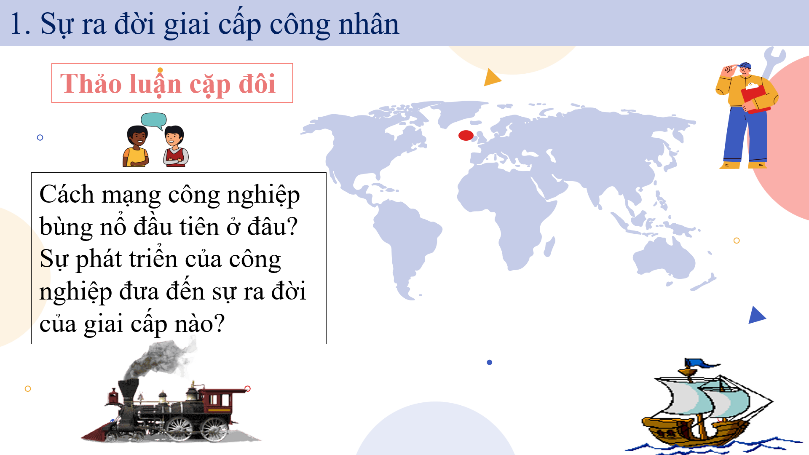 1. Sự ra đời giai cấp công nhân
Thảo luận cặp đôi
Cách mạng công nghiệp
bùng nổ đầu tiên ở đâu?
Sự phát triển của công
nghiệp đưa đến sự ra đời
của giai cấp nào?